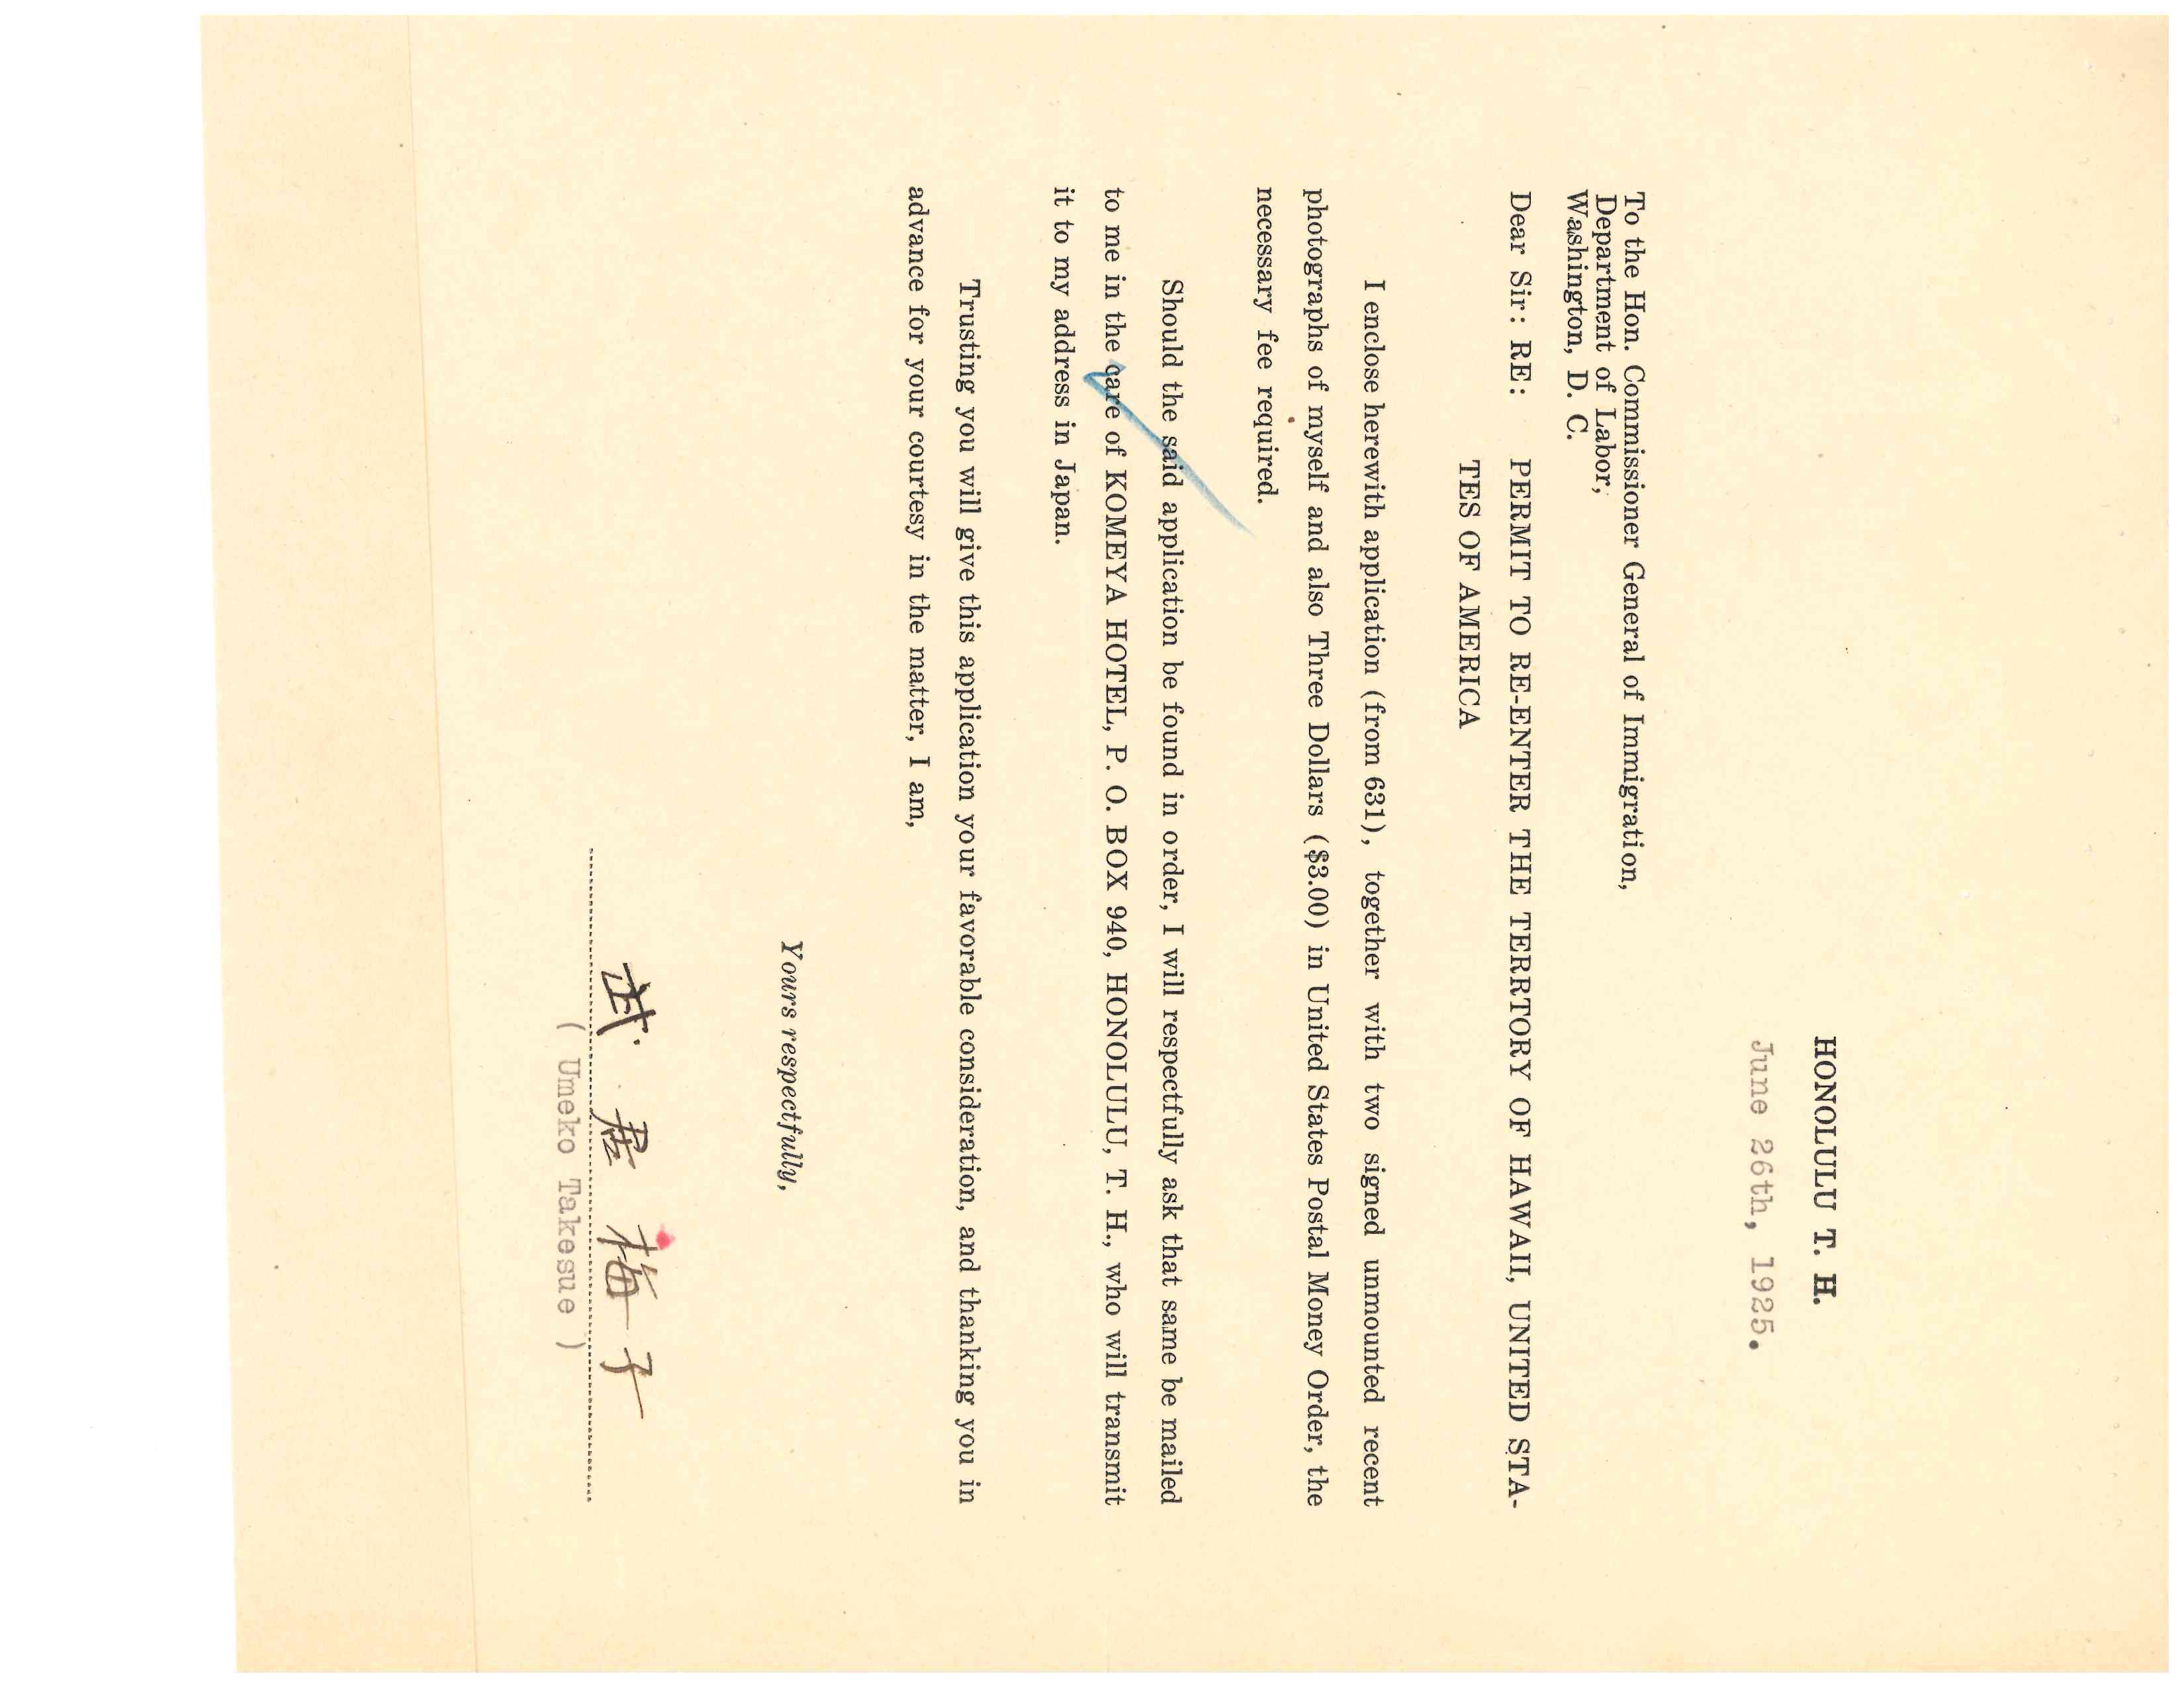 HONOLULU T. H.
June 26th, 1925.
To the Hon. Commissioner General of Immigration,
Department of Labor,
Washington, D. C.
Dear Sir: RE: PERMIT TO RE-ENTER THE TERRTORY OF HAWAII, UNITED STA-
TES OF AMERICA
I enclose herewith application (from 631), together with two signed unmounted recent
photographs of myself and also Three Dollars ($3.00) in United States Postal Money Order, the
necessary fee required.
Should the said application be found in order, I will respectfully ask that same be mailed
to me in the care of KOMEYA HOTEL, P. O. BOX 940, HONOLULU, T. H., who will transmit
it to my address in Japan.
Trusting you will give this application your favorable consideration, and thanking you in
advance for your courtesy in the matter, I am,
Yours respectfully,
武居梅子
( Umeko Takesue )